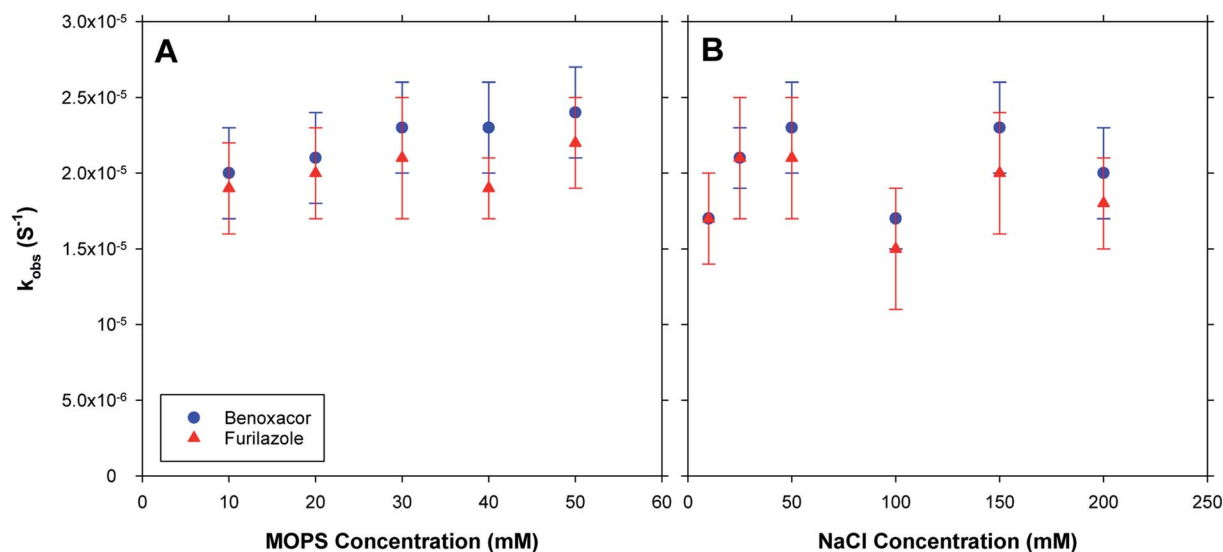 A
B
3.0x10⁻⁵
2.5x10⁻⁵
2.0x10⁻⁵
1.5x10⁻⁵
10⁻⁵
5.0x10⁻⁶
0
kobs (S⁻¹)
Benoxacor
Furilazole
0 10 20 30 40 50 60
0 50 100 150 200 250
MOPS Concentration (mM)
NaCl Concentration (mM)